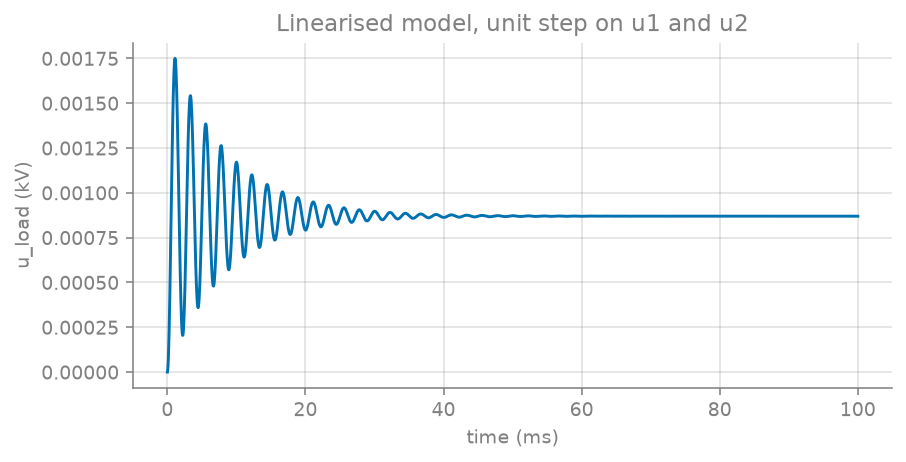 Linearised model, unit step on u1 and u2
u_load (kV)
0.00175
0.00150
0.00125
0.00100
0.00075
0.00050
0.00025
0.00000
0 20 40 60 80 100
time (ms)